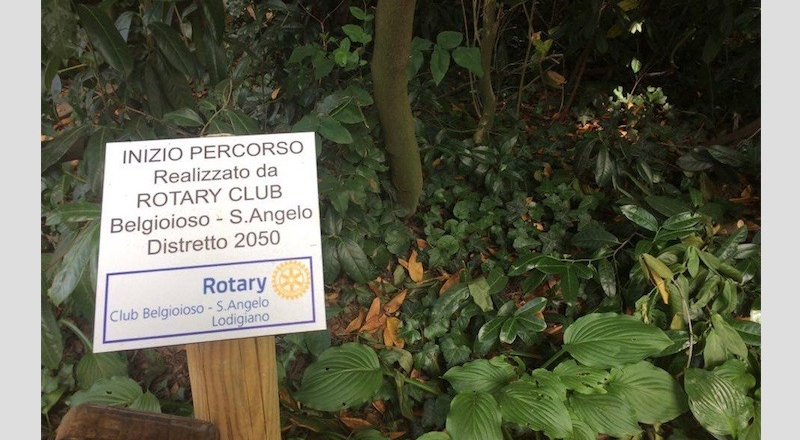 INIZIO PERCORSO
Realizzato da
ROTARY CLUB
Belgioioso - S.Angelo
Distretto 2050
Rotary
Club Belgioioso - S.Angelo
Lodigiano